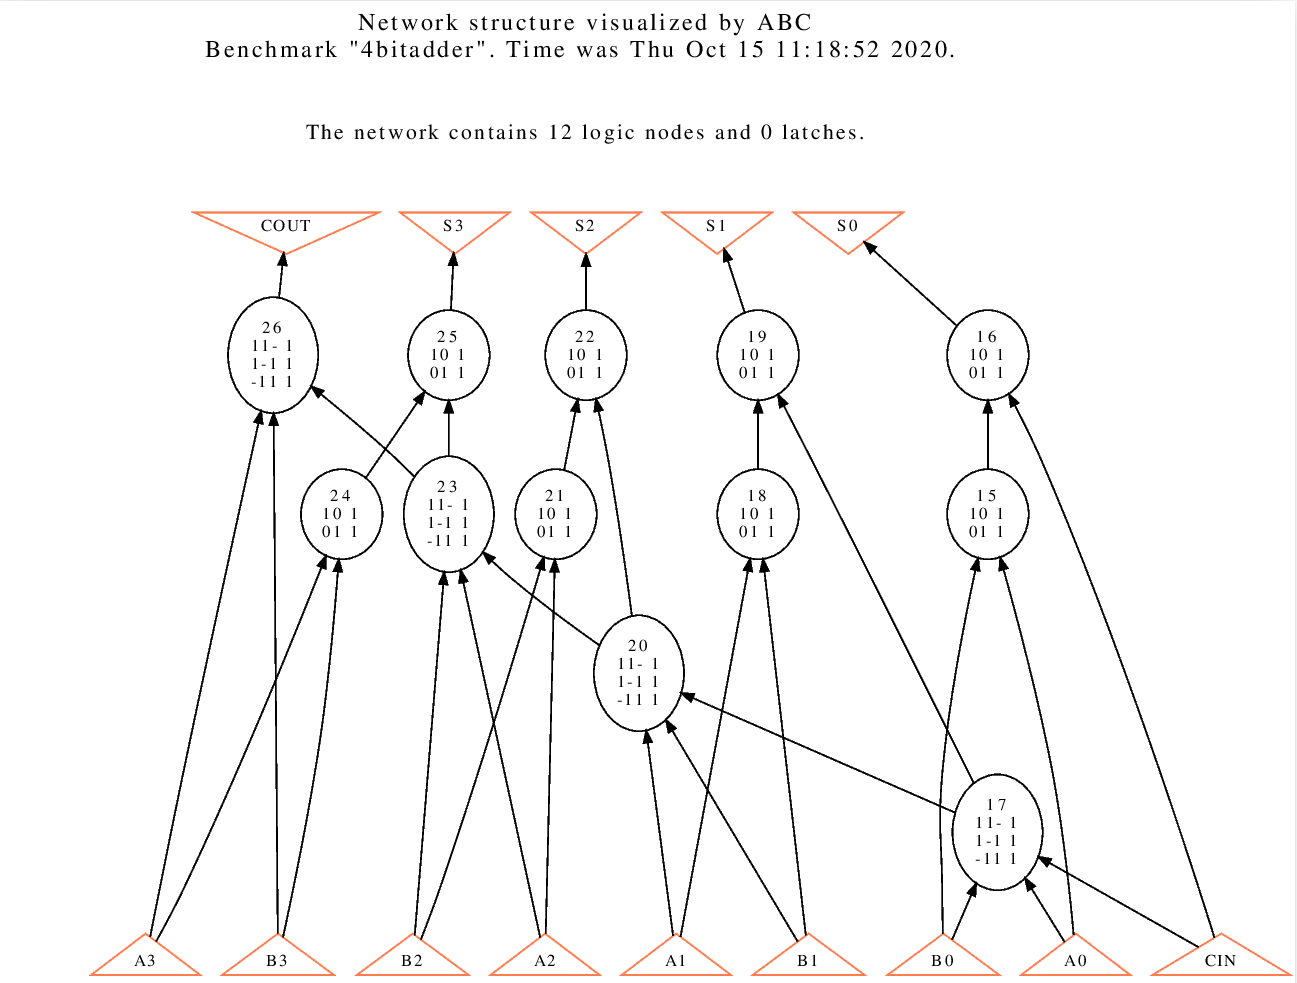 Network structure visualized by ABC
Benchmark "4bitadder". Time was Thu Oct 15 11:18:52 2020.
The network contains 12 logic nodes and 0 latches.
COUT
S3
S2
S1
S0
26
11- 1
1-1 1
-11 1
25
10 1
01 1
22
10 1
01 1
19
10 1
01 1
16
10 1
01 1
24
10 1
01 1
23
11- 1
1-1 1
-11 1
21
10 1
01 1
18
10 1
01 1
15
10 1
01 1
20
11- 1
1-1 1
-11 1
17
11- 1
1-1 1
-11 1
A3
B3
B2
A2
A1
B1
B0
A0
CIN